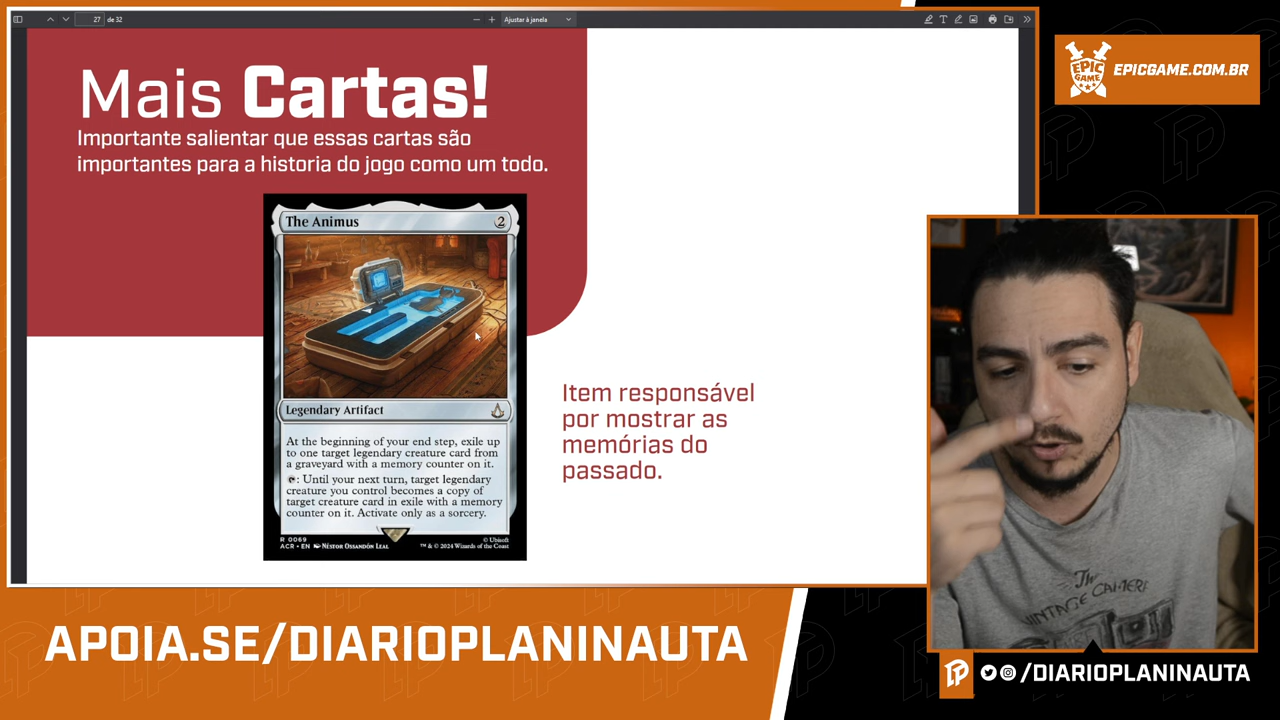 27
de 32
Ajustar à janela
Mais Cartas!
Importante salientar que essas cartas são
importantes para a historia do jogo como um todo.
The Animus
2
Legendary Artifact
At the beginning of your end step, exile up
to one target legendary creature card from
a graveyard with a memory counter on it.
: Until your next turn, target legendary
creature you control becomes a copy of
target creature card in exile with a memory
counter on it. Activate only as a sorcery.
R 0069
ACR • EN Néstor Ossandón Leal
© Ubisoft
™ & © 2024 Wizards of the Coast
Item responsável
por mostrar as
memórias do
passado.
EPIC
GAME
EPICGAME.COM.BR
The
VINTAGE GAMERS
APOIA.SE/DIARIOPLANINAUTA
/DIARIOPLANINAUTA